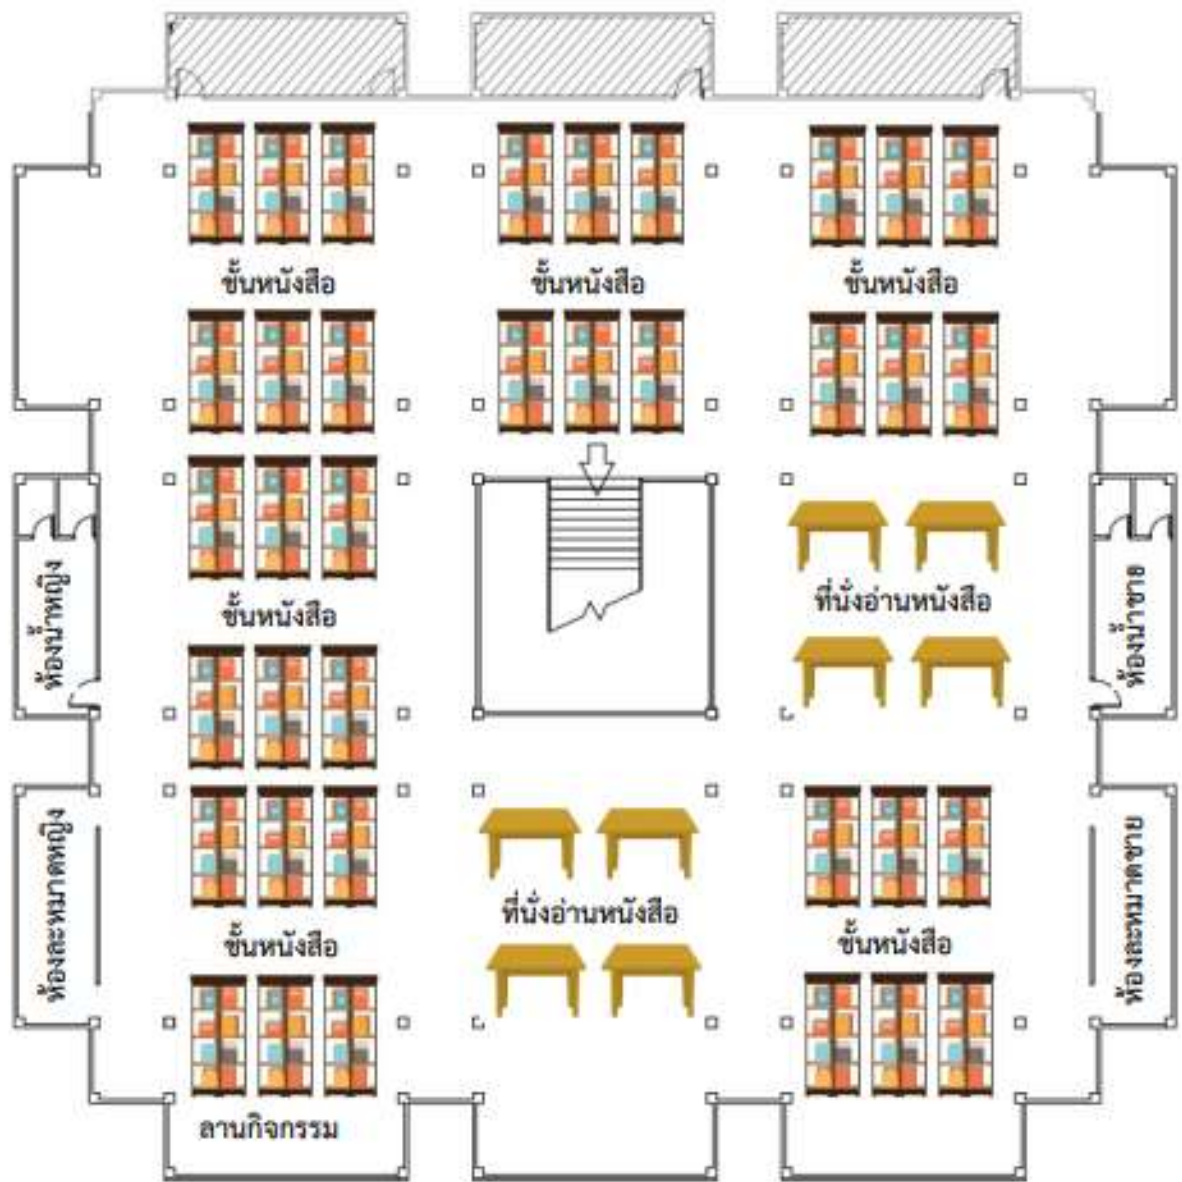 ชั้นหนังสือ
ชั้นหนังสือ
ชั้นหนังสือ
ห้องน้ำหญิง
ชั้นหนังสือ
ที่นั่งอ่านหนังสือ
ห้องน้ำชาย
ห้องละหมาดหญิง
ชั้นหนังสือ
ที่นั่งอ่านหนังสือ
ชั้นหนังสือ
ห้องละหมาดชาย
ลานกิจกรรม